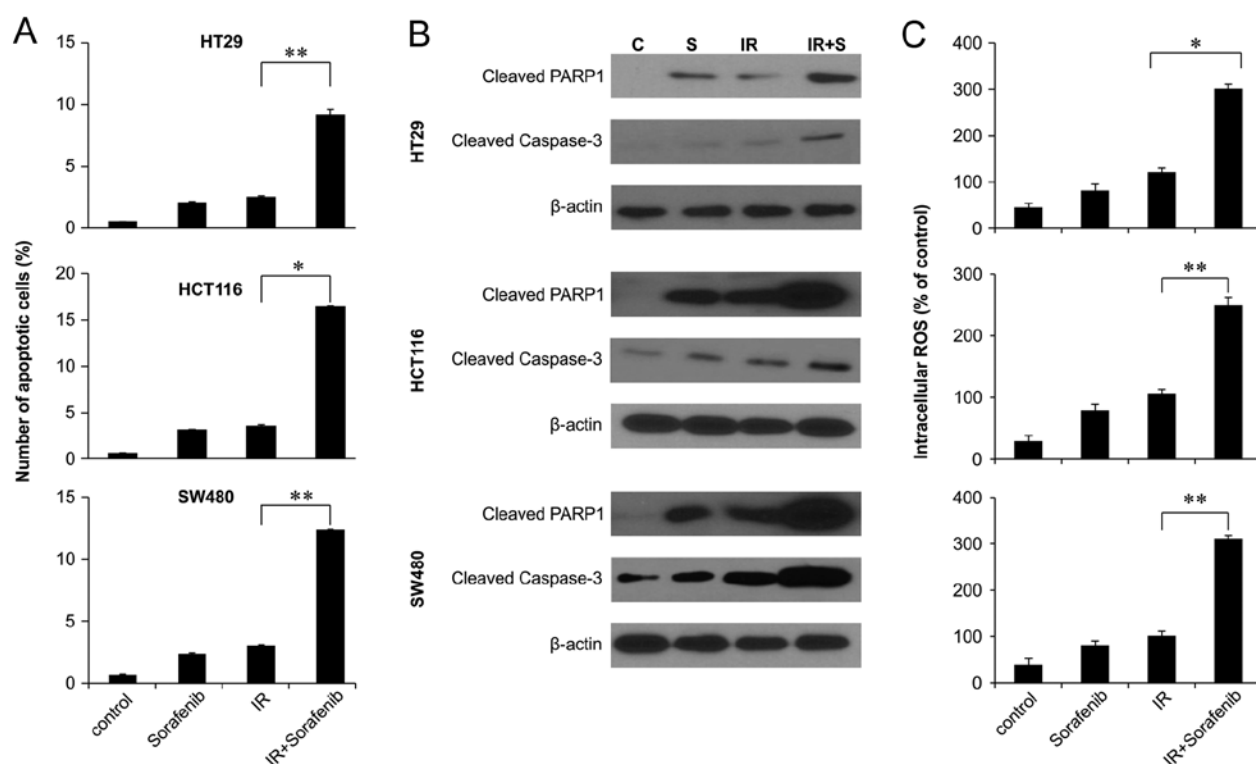 A
Number of apoptotic cells (%)
HT29
15
**
10
5
0
HCT116
20
*
15
10
5
0
SW480
15
**
10
5
0
control
Sorafenib
IR
IR+Sorafenib
B
C S IR IR+S
HT29
Cleaved PARP1
Cleaved Caspase-3
β-actin
HCT116
Cleaved PARP1
Cleaved Caspase-3
β-actin
SW480
Cleaved PARP1
Cleaved Caspase-3
β-actin
C
Intracellular ROS (% of control)
400
*
300
200
100
0
300
**
200
100
0
400
**
300
200
100
0
control
Sorafenib
IR
IR+Sorafenib